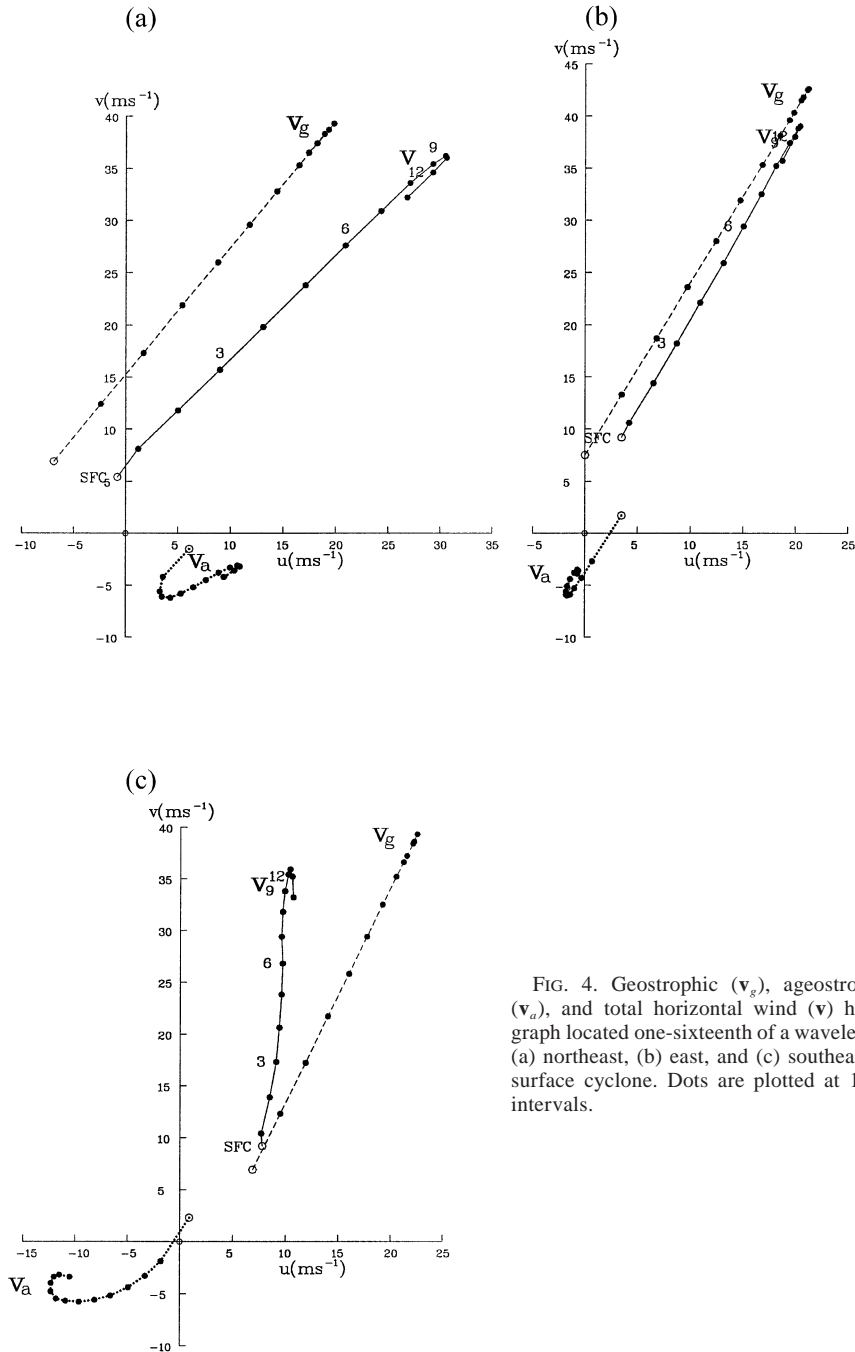 (a)
v(ms⁻¹)
40
35
30
25
20
15
10
5
-5
-10
-10
-5
5
10
15
20
25
30
35
u(ms⁻¹)
Vg
V
9
12
6
3
SFC
Va
(b)
v(ms⁻¹)
45
40
35
30
25
20
15
10
5
-5
-10
-5
5
10
15
20
25
u(ms⁻¹)
Vg
V
12
9
6
3
SFC
Va
(c)
v(ms⁻¹)
40
35
30
25
20
15
10
5
-5
-10
-15
-10
-5
5
10
15
20
25
u(ms⁻¹)
Vg
V
12
9
6
3
SFC
Va
FIG. 4. Geostrophic (vg), ageostro
(va), and total horizontal wind (v) h
graph located one-sixteenth of a wavele
(a) northeast, (b) east, and (c) southea
surface cyclone. Dots are plotted at 1
intervals.